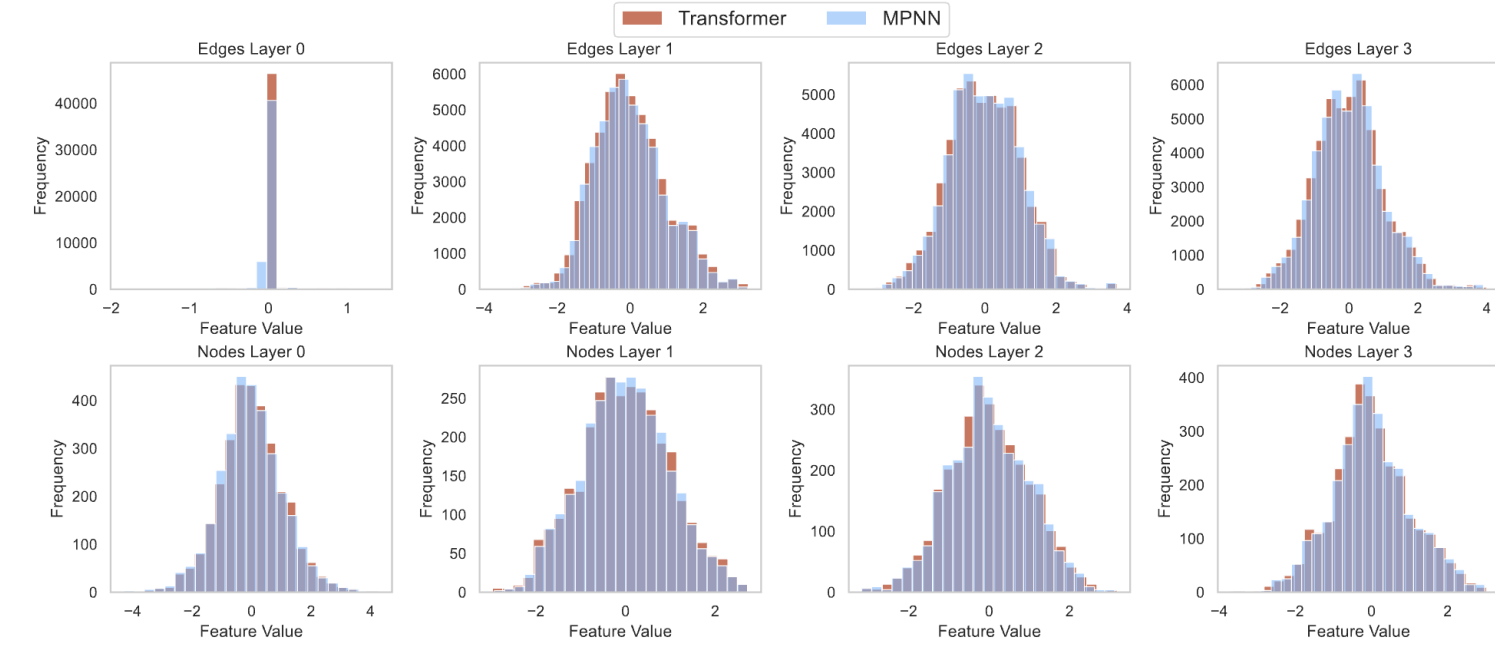 Transformer MPNN
Edges Layer 0
Edges Layer 1
Edges Layer 2
Edges Layer 3
Frequency
40000
30000
20000
10000
0
−2 −1 0 1
Feature Value
Frequency
6000
5000
4000
3000
2000
1000
0
−4 −2 0 2
Feature Value
Frequency
5000
4000
3000
2000
1000
0
−2 0 2 4
Feature Value
Frequency
6000
5000
4000
3000
2000
1000
0
−2 0 2 4
Feature Value
Nodes Layer 0
Nodes Layer 1
Nodes Layer 2
Nodes Layer 3
Frequency
400
300
200
100
0
−4 −2 0 2 4
Feature Value
Frequency
250
200
150
100
50
0
−2 0 2
Feature Value
Frequency
300
200
100
0
−2 0 2
Feature Value
Frequency
400
300
200
100
0
−4 −2 0 2
Feature Value